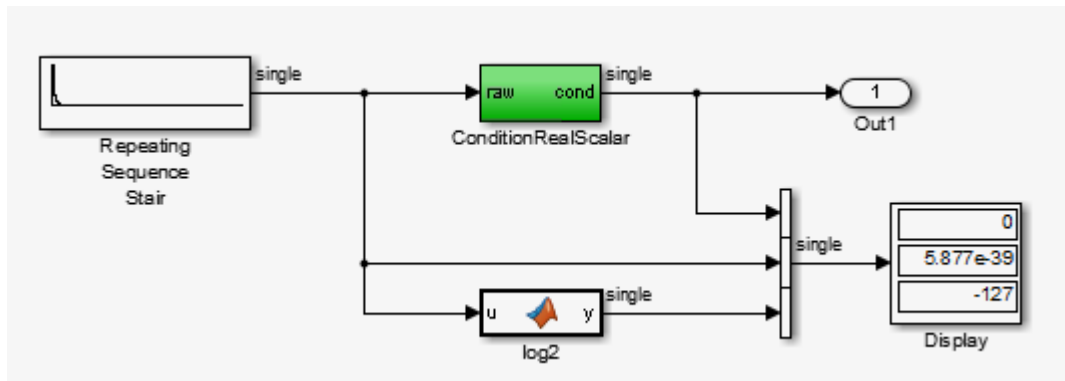 single
Repeating
Sequence
Stair
raw cond
single
ConditionRealScalar
1
Out1
single
0
5.877e-39
-127
Display
u y
single
log2